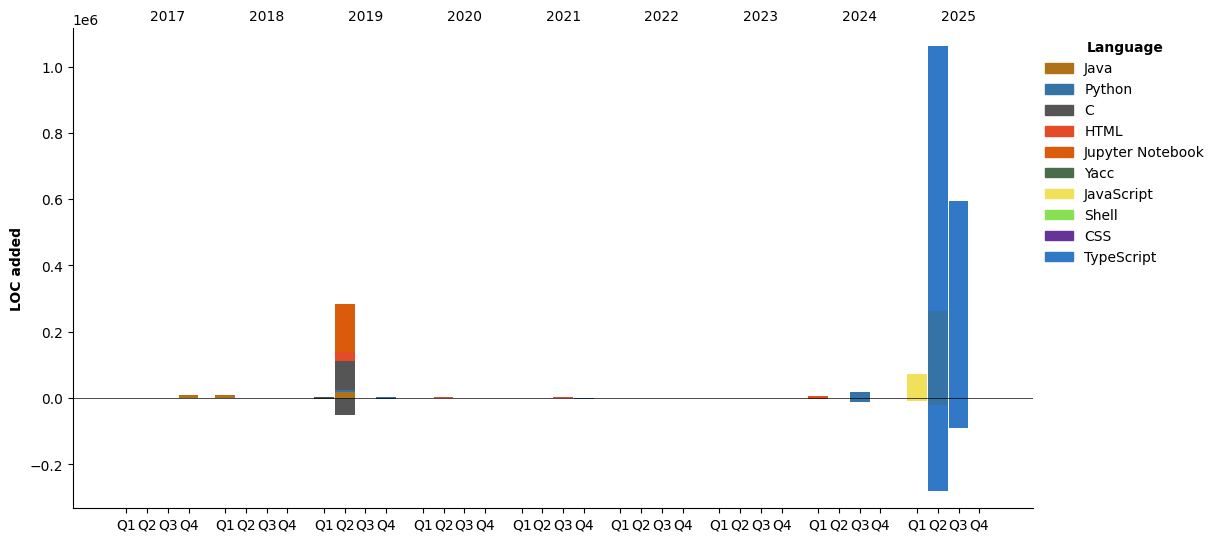 2017 2018 2019 2020 2021 2022 2023 2024 2025
1e6
1.0
0.8
0.6
0.4
0.2
0.0
−0.2
LOC added
Q1 Q2 Q3 Q4 Q1 Q2 Q3 Q4 Q1 Q2 Q3 Q4 Q1 Q2 Q3 Q4 Q1 Q2 Q3 Q4 Q1 Q2 Q3 Q4 Q1 Q2 Q3 Q4 Q1 Q2 Q3 Q4 Q1 Q2 Q3 Q4
Language
Java
Python
C
HTML
Jupyter Notebook
Yacc
JavaScript
Shell
CSS
TypeScript